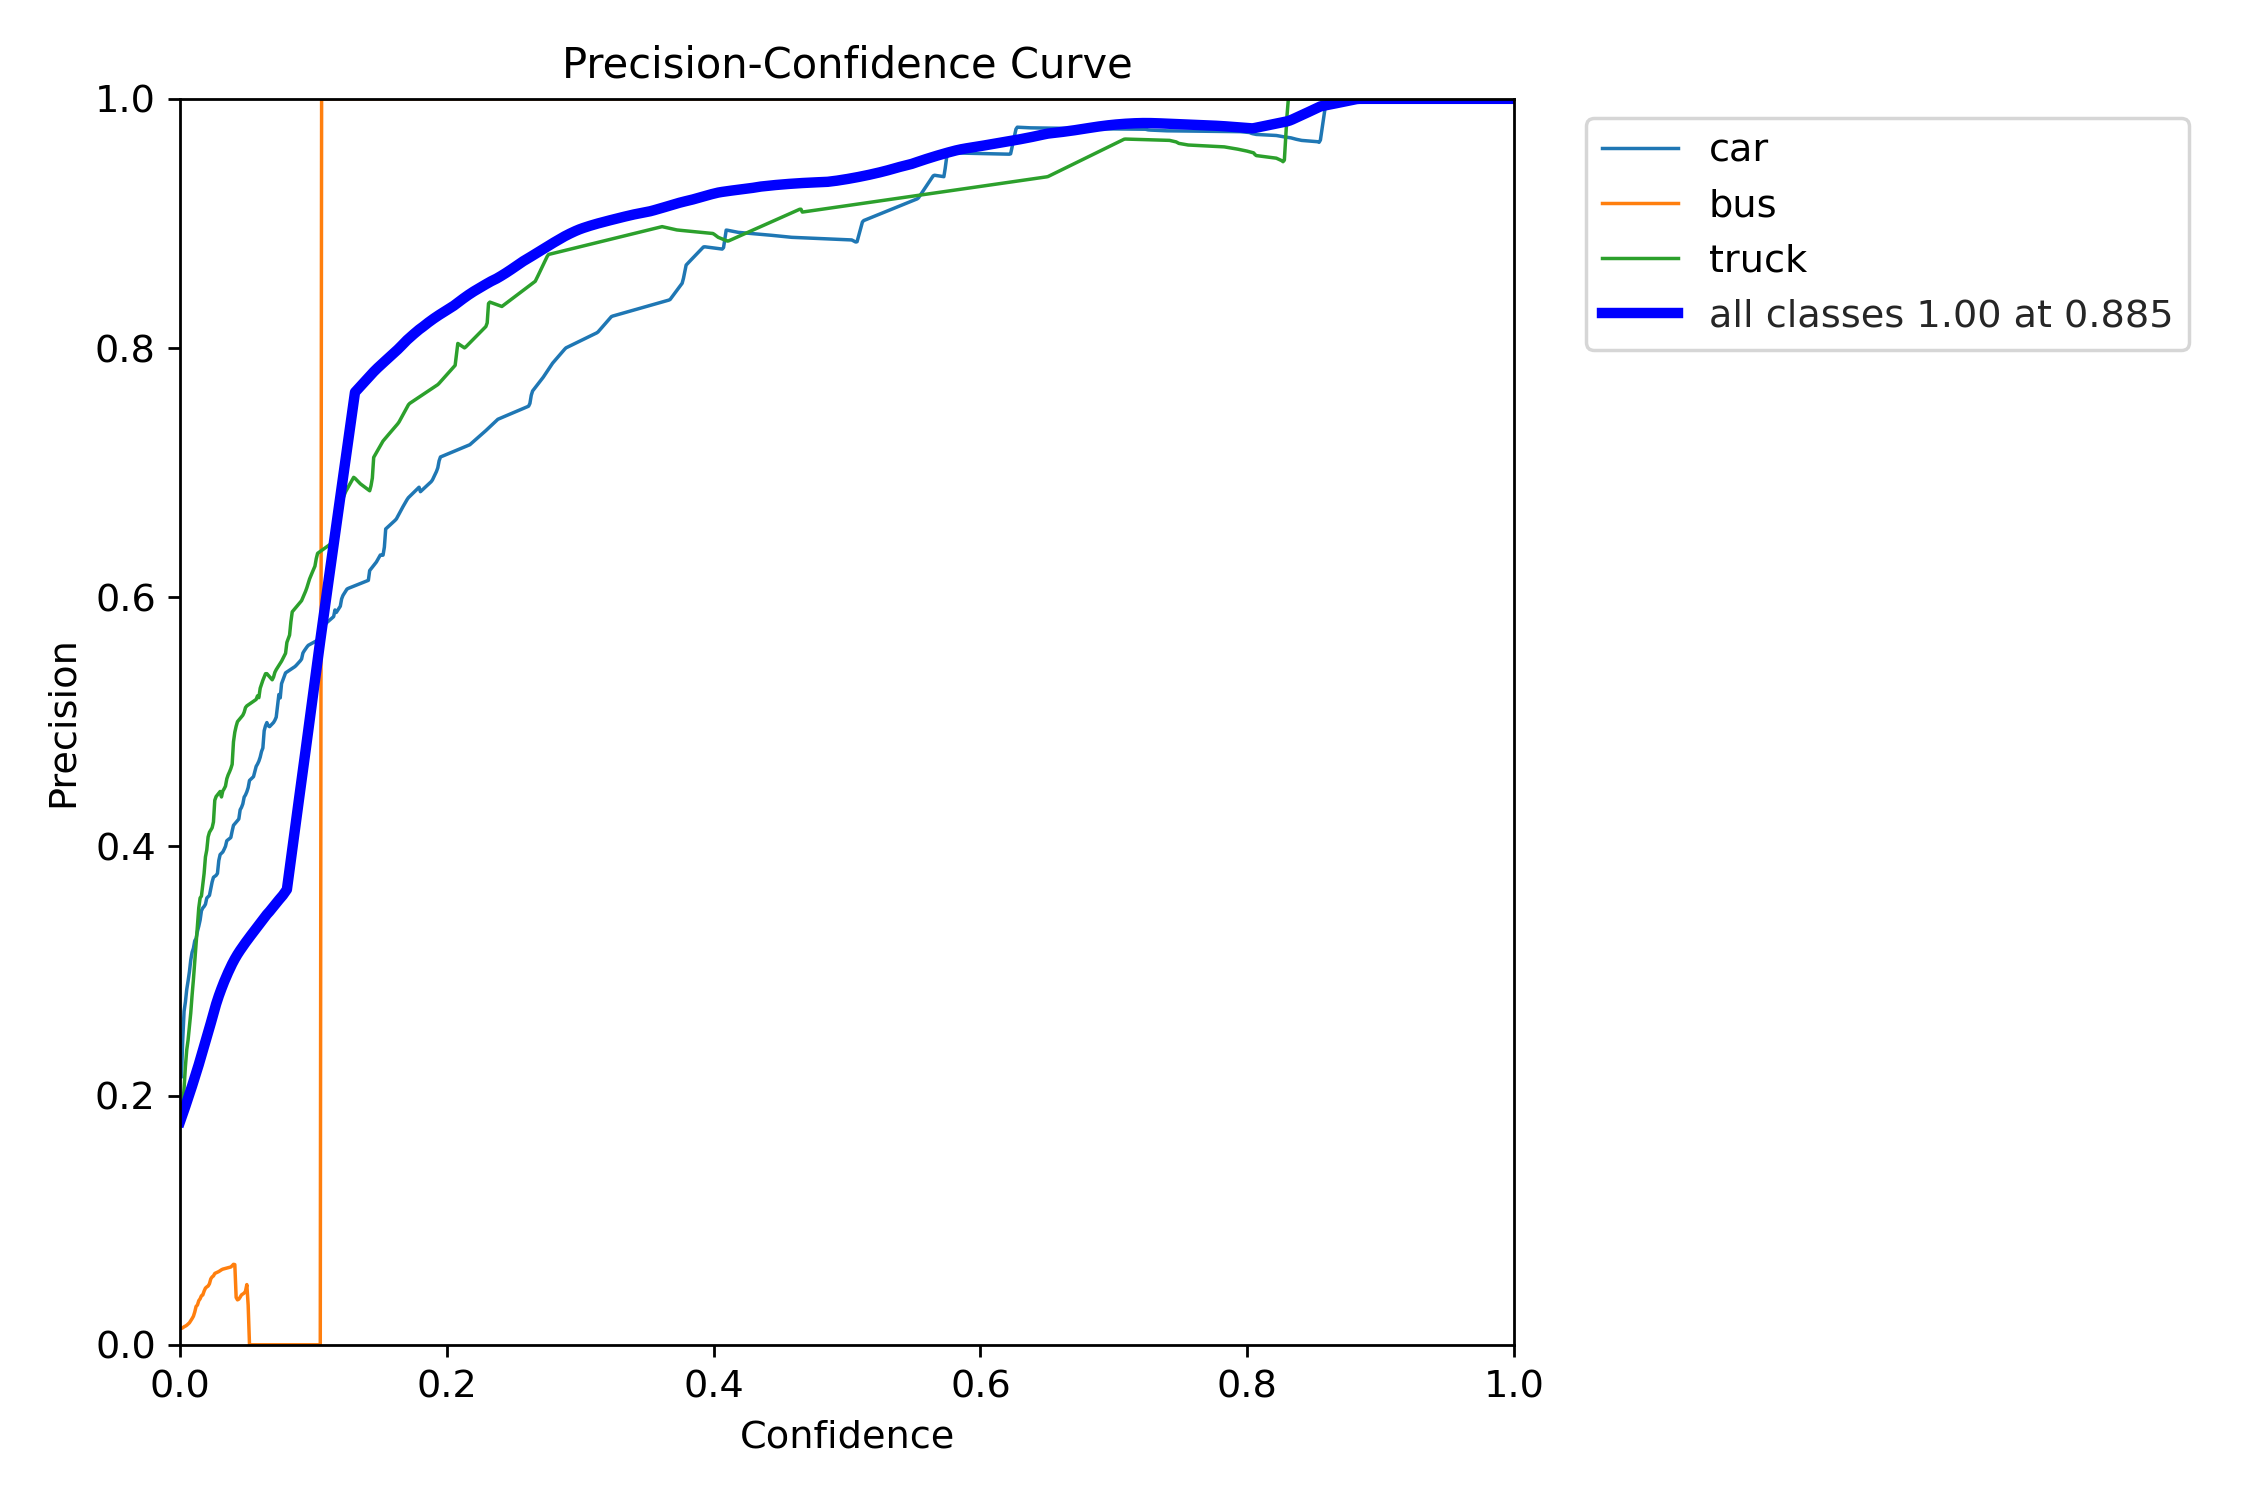 Precision-Confidence Curve
1.0
0.8
0.6
0.4
0.2
0.0
Precision
0.0 0.2 0.4 0.6 0.8 1.0
Confidence
car
bus
truck
all classes 1.00 at 0.885